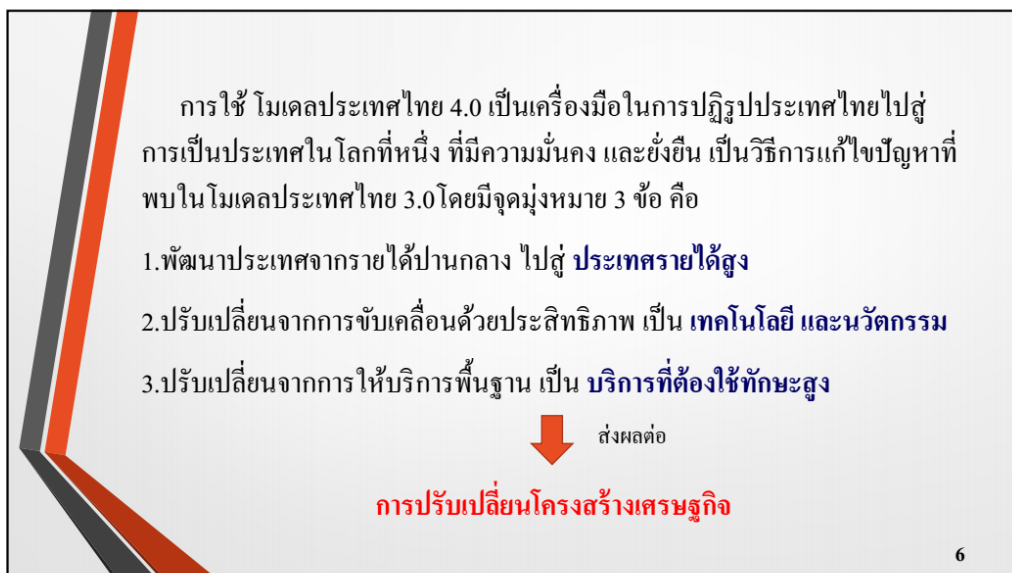 การใช้ โมเดลประเทศไทย 4.0 เป็นเครื่องมือในการปฏิรูปประเทศไทยไปสู่
การเป็นประเทศในโลกที่หนึ่ง ที่มีความมั่นคง และยั่งยืน เป็นวิธีการแก้ไขปัญหาที่
พบในโมเดลประเทศไทย 3.0โดยมีจุดมุ่งหมาย 3 ข้อ คือ
1.พัฒนาประเทศจากรายได้ปานกลาง ไปสู่ ประเทศรายได้สูง
2.ปรับเปลี่ยนจากการขับเคลื่อนด้วยประสิทธิภาพ เป็น เทคโนโลยี และนวัตกรรม
3.ปรับเปลี่ยนจากการให้บริการพื้นฐาน เป็น บริการที่ต้องใช้ทักษะสูง
ส่งผลต่อ
การปรับเปลี่ยนโครงสร้างเศรษฐกิจ
6